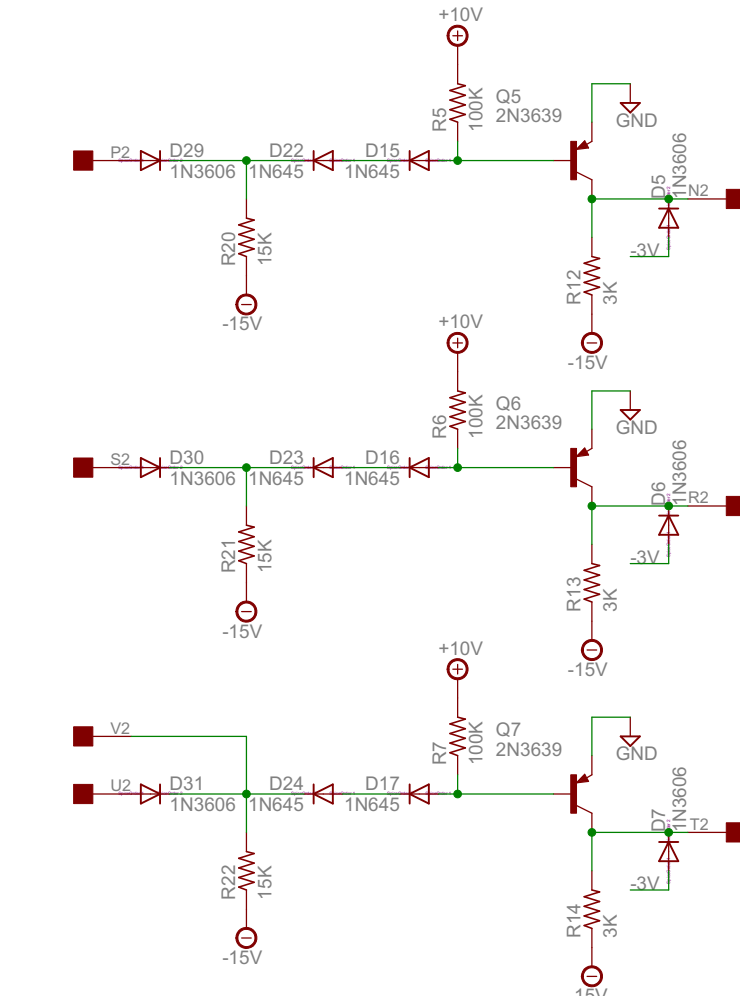 +10V
R5
100K
Q5
2N3639
GND
P2
D29
1N3606
D22
1N645
D15
1N645
D5
1N3606
N2
-3V
R20
15K
-15V
R12
3K
-15V
+10V
R6
100K
Q6
2N3639
GND
S2
D30
1N3606
D23
1N645
D16
1N645
D6
1N3606
R2
-3V
R21
15K
-15V
R13
3K
-15V
+10V
R7
100K
Q7
2N3639
GND
V2
U2
D31
1N3606
D24
1N645
D17
1N645
D7
1N3606
T2
-3V
R22
15K
-15V
R14
3K
-15V